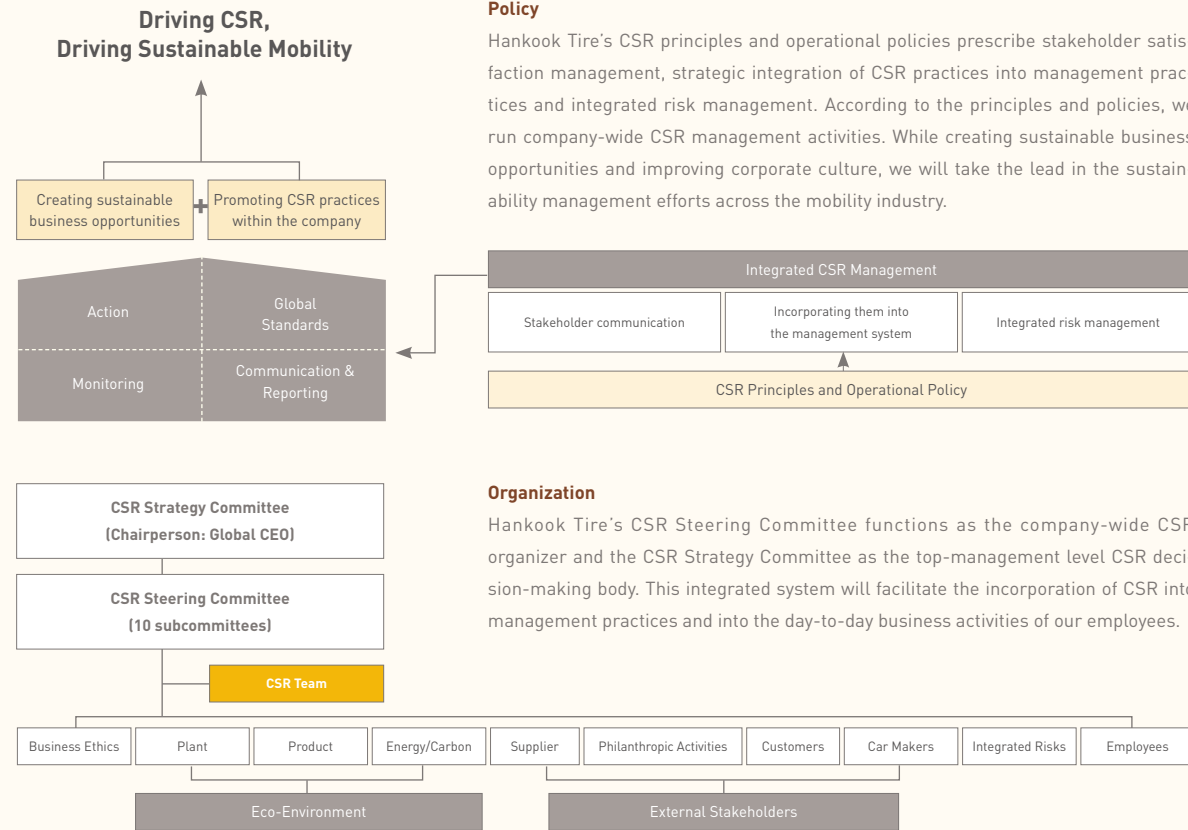 Driving CSR,
Driving Sustainable Mobility
Creating sustainable
business opportunities
+
Promoting CSR practices
within the company
Action
Global
Standards
Monitoring
Communication &
Reporting
Policy
Hankook Tire's CSR principles and operational policies prescribe stakeholder satis
faction management, strategic integration of CSR practices into management prac
tices and integrated risk management. According to the principles and policies, we
run company-wide CSR management activities. While creating sustainable business
opportunities and improving corporate culture, we will take the lead in the sustain
ability management efforts across the mobility industry.
Integrated CSR Management
Stakeholder communication
Incorporating them into
the management system
Integrated risk management
CSR Principles and Operational Policy
CSR Strategy Committee
(Chairperson: Global CEO)
CSR Steering Committee
(10 subcommittees)
CSR Team
Organization
Hankook Tire's CSR Steering Committee functions as the company-wide CSR
organizer and the CSR Strategy Committee as the top-management level CSR deci
sion-making body. This integrated system will facilitate the incorporation of CSR into
management practices and into the day-to-day business activities of our employees.
Business Ethics
Plant
Product
Energy/Carbon
Supplier
Philanthropic Activities
Customers
Car Makers
Integrated Risks
Employees
Eco-Environment
External Stakeholders